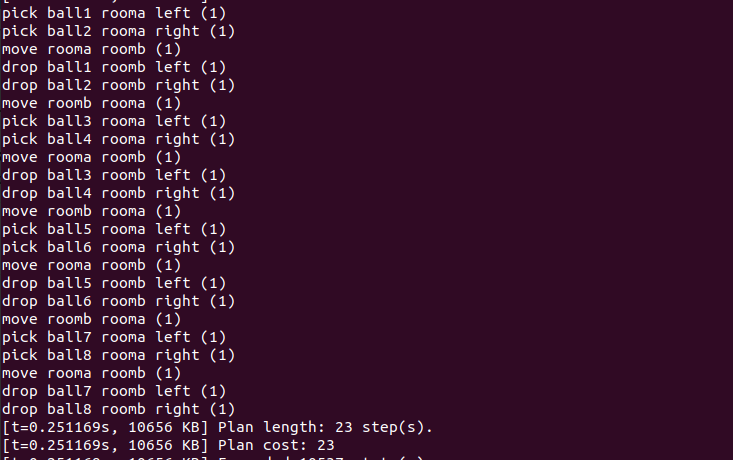 pick ball1 rooma left (1)
pick ball2 rooma right (1)
move rooma roomb (1)
drop ball1 roomb left (1)
drop ball2 roomb right (1)
move roomb rooma (1)
pick ball3 rooma left (1)
pick ball4 rooma right (1)
move rooma roomb (1)
drop ball3 roomb left (1)
drop ball4 roomb right (1)
move roomb rooma (1)
pick ball5 rooma left (1)
pick ball6 rooma right (1)
move rooma roomb (1)
drop ball5 roomb left (1)
drop ball6 roomb right (1)
move roomb rooma (1)
pick ball7 rooma left (1)
pick ball8 rooma right (1)
move rooma roomb (1)
drop ball7 roomb left (1)
drop ball8 roomb right (1)
[t=0.251169s, 10656 KB] Plan length: 23 step(s).
[t=0.251169s, 10656 KB] Plan cost: 23